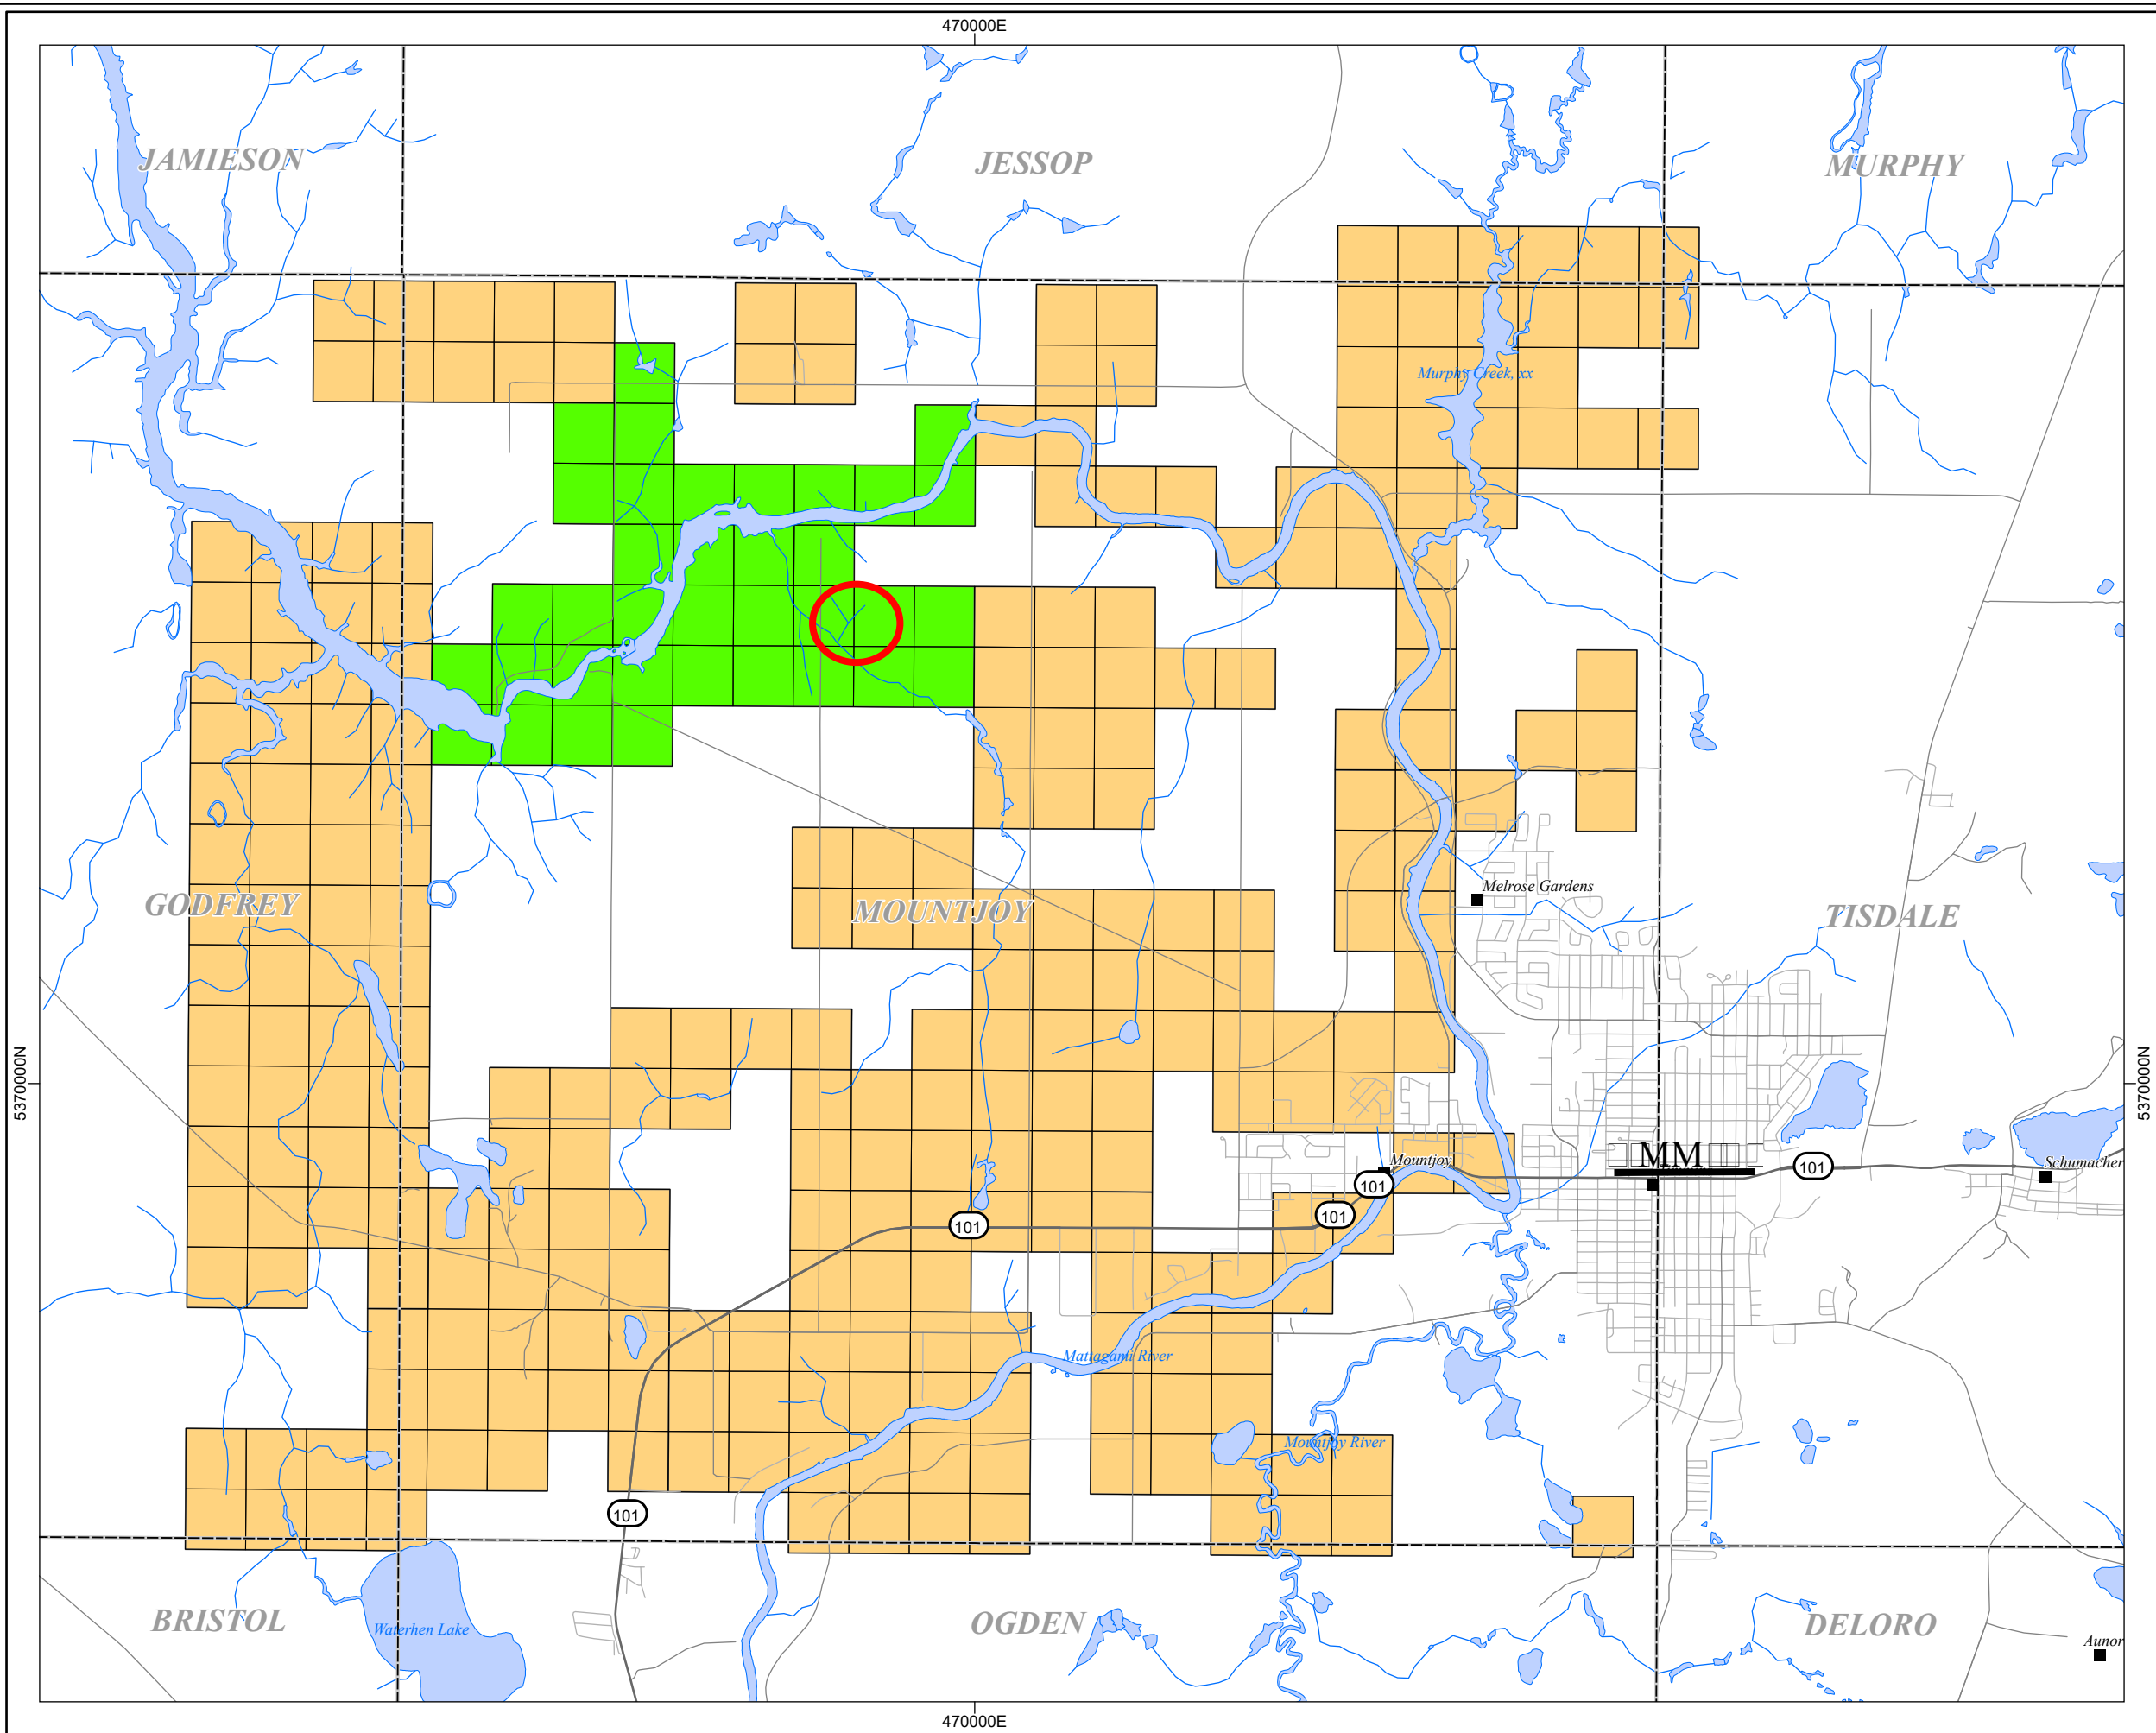 470000E
JAMIESON
JESSOP
MURPHY
Murphy Creek, xx
Melrose Gardens
GODFREY
MOUNTJOY
TISDALE
5370000N
5370000N
MM
Mountjoy
101
101
Schumacher
101
101
Mattagami River
Mountjoy River
101
BRISTOL
OGDEN
DELORO
Waterhen Lake
Aunor
470000E